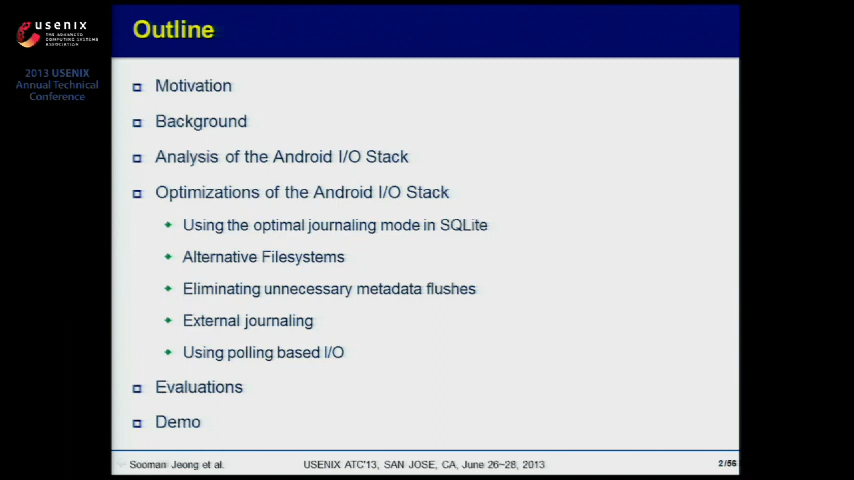 usenix
THE ADVANCED
COMPUTING SYSTEMS
ASSOCIATION
2013 USENIX
Annual Technical
Conference
Outline
Motivation
Background
Analysis of the Android I/O Stack
Optimizations of the Android I/O Stack
Using the optimal journaling mode in SQLite
Alternative Filesystems
Eliminating unnecessary metadata flushes
External journaling
Using polling based I/O
Evaluations
Demo
Sooman Jeong et al.
USENIX ATC'13, SAN JOSE, CA, June 26~28, 2013
2/56